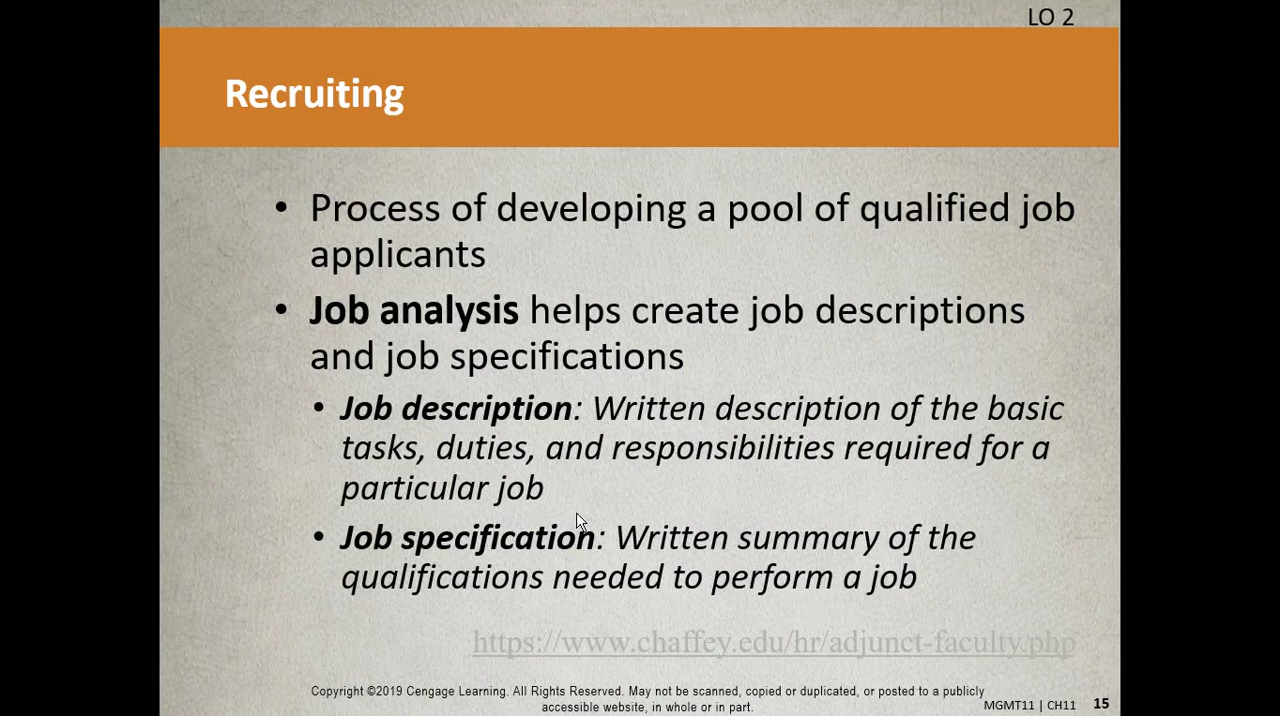 LO 2
Recruiting
• Process of developing a pool of qualified job
applicants
• Job analysis helps create job descriptions
and job specifications
• Job description: Written description of the basic
tasks, duties, and responsibilities required for a
particular job
• Job specification: Written summary of the
qualifications needed to perform a job
https://www.chaffey.edu/hr/adjunct-faculty.php
Copyright ©2019 Cengage Learning. All Rights Reserved. May not be scanned, copied or duplicated, or posted to a publicly
accessible website, in whole or in part.
MGMT11 | CH11 15